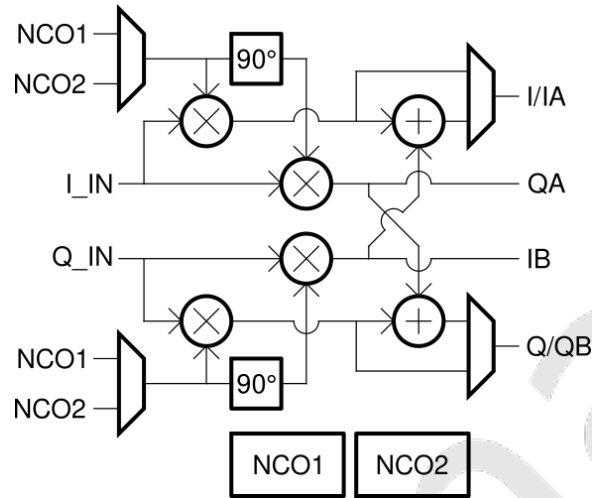 NCO1
90°
NCO2
I/IA
I_IN
QA
Q_IN
IB
NCO1
Q/QB
90°
NCO2
NCO1
NCO2